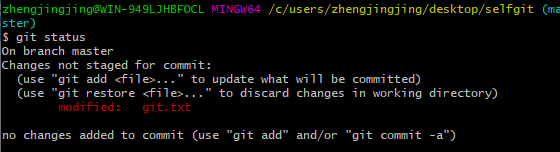 zhengjingjing@WIN-949LJHBFOCL MINGW64 /c/users/zhengjingjing/desktop/selfgit (ma
ster)
$ git status
On branch master
Changes not staged for commit:
  (use "git add <file>..." to update what will be committed)
  (use "git restore <file>..." to discard changes in working directory)
        modified:   git.txt

no changes added to commit (use "git add" and/or "git commit -a")